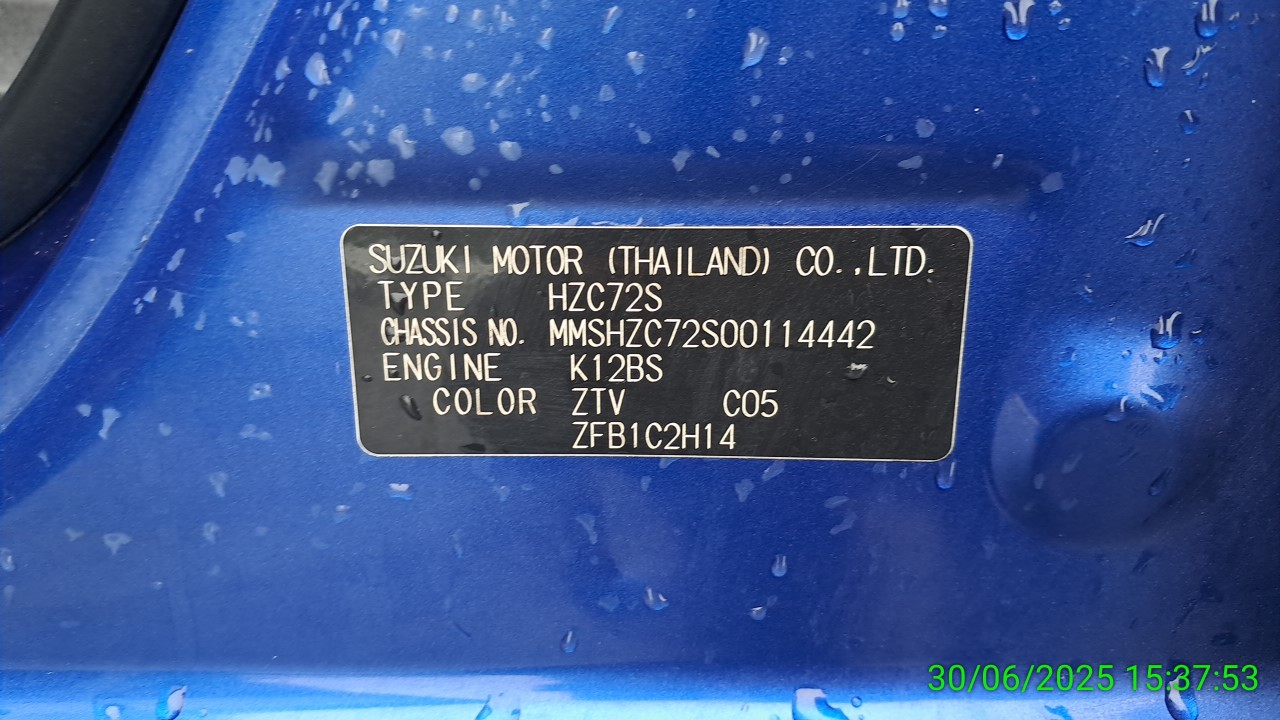 SUZUKI MOTOR (THAILAND) CO.,LTD.
TYPE HZC72S
CHASSIS NO. MMSHZC72S00114442
ENGINE K12BS
COLOR ZTV C05
ZFB1C2H14
30/06/2025 15:37:53